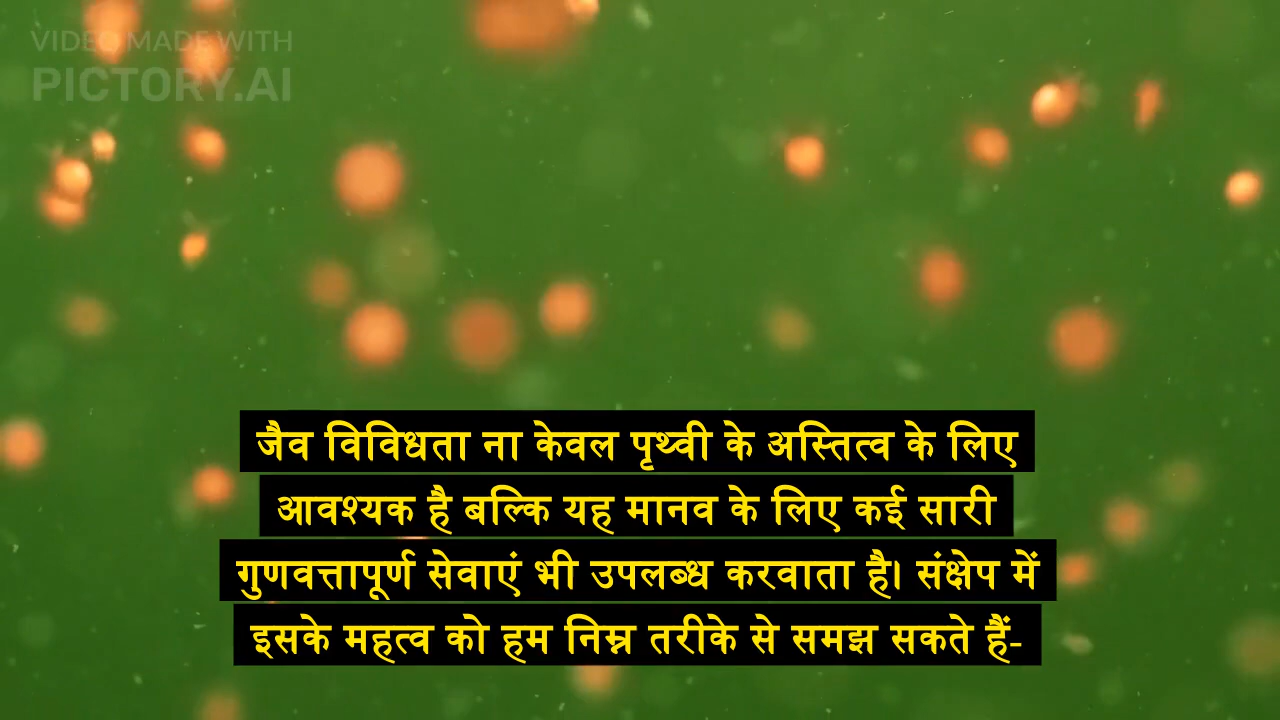 VIDEO MADE WITH
PICTORY.AI
जैव विविधता ना केवल पृथ्वी के अस्तित्व के लिए
आवश्यक है बल्कि यह मानव के लिए कई सारी
गुणवत्तापूर्ण सेवाएं भी उपलब्ध करवाता है। संक्षेप में
इसके महत्व को हम निम्न तरीके से समझ सकते हैं-